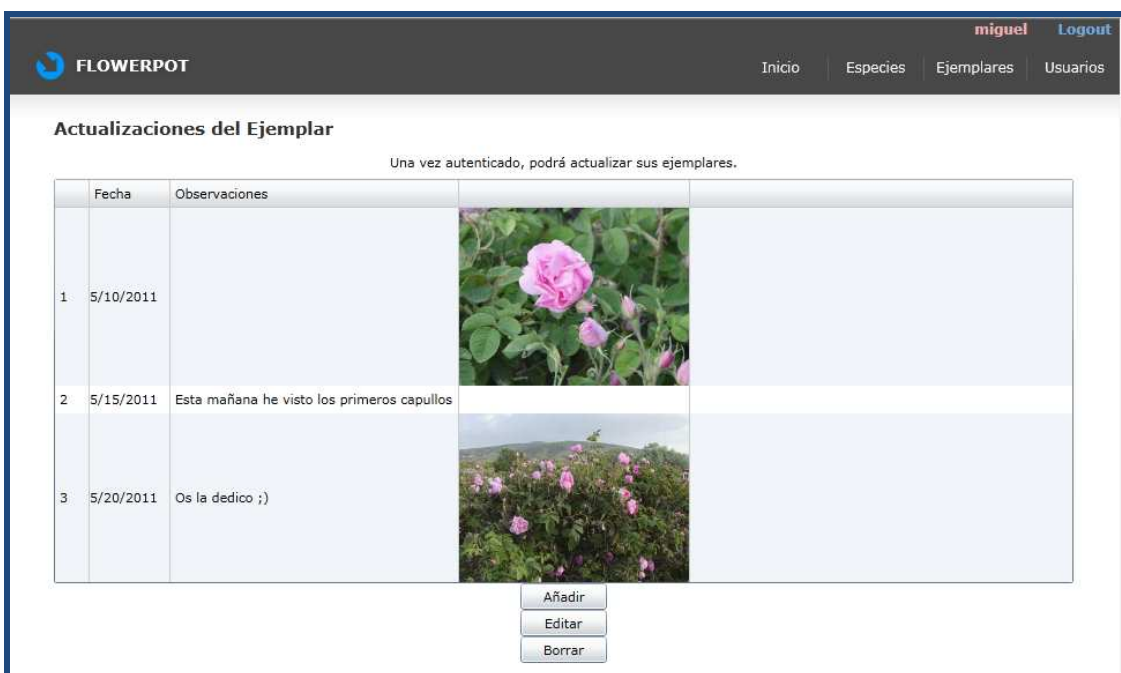 miguel Logout
FLOWERPOT Inicio Especies Ejemplares Usuarios
Actualizaciones del Ejemplar
Una vez autenticado, podrá actualizar sus ejemplares.
Fecha Observaciones
1 5/10/2011
2 5/15/2011 Esta mañana he visto los primeros capullos
3 5/20/2011 Os la dedico ;)
Añadir
Editar
Borrar